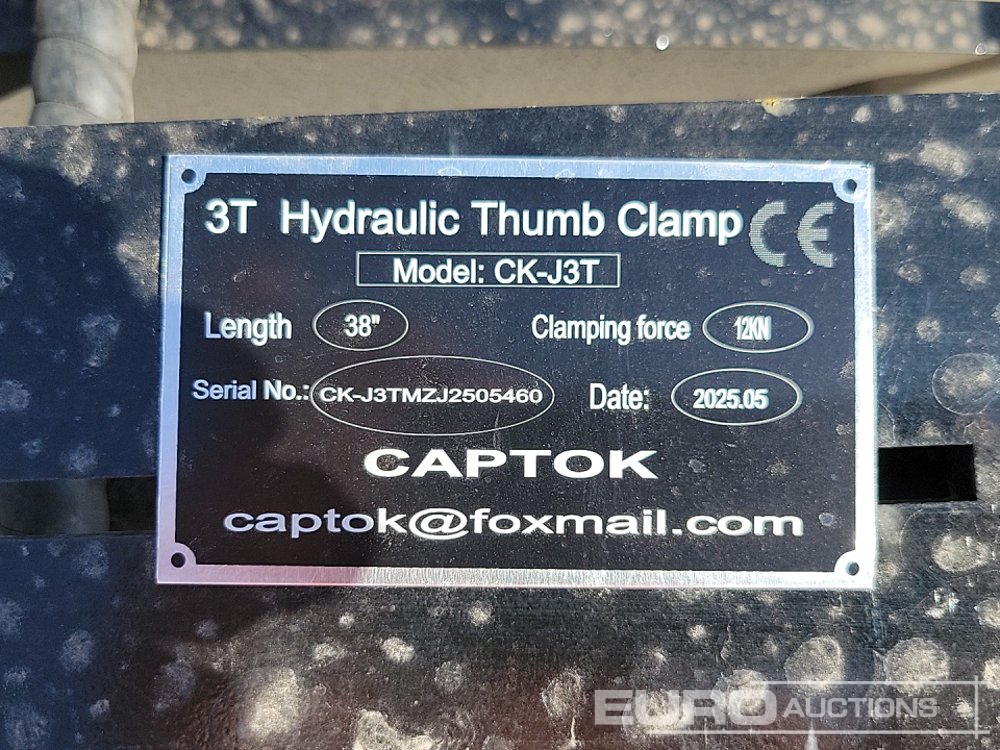 3T Hydraulic Thumb Clamp CE
Model: CK-J3T
Length 38" Clamping force 12KN
Serial No.: CK-J3TMZJ2505460 Date: 2025.05
CAPTOK
captok@foxmail.com
EURO AUCTIONS